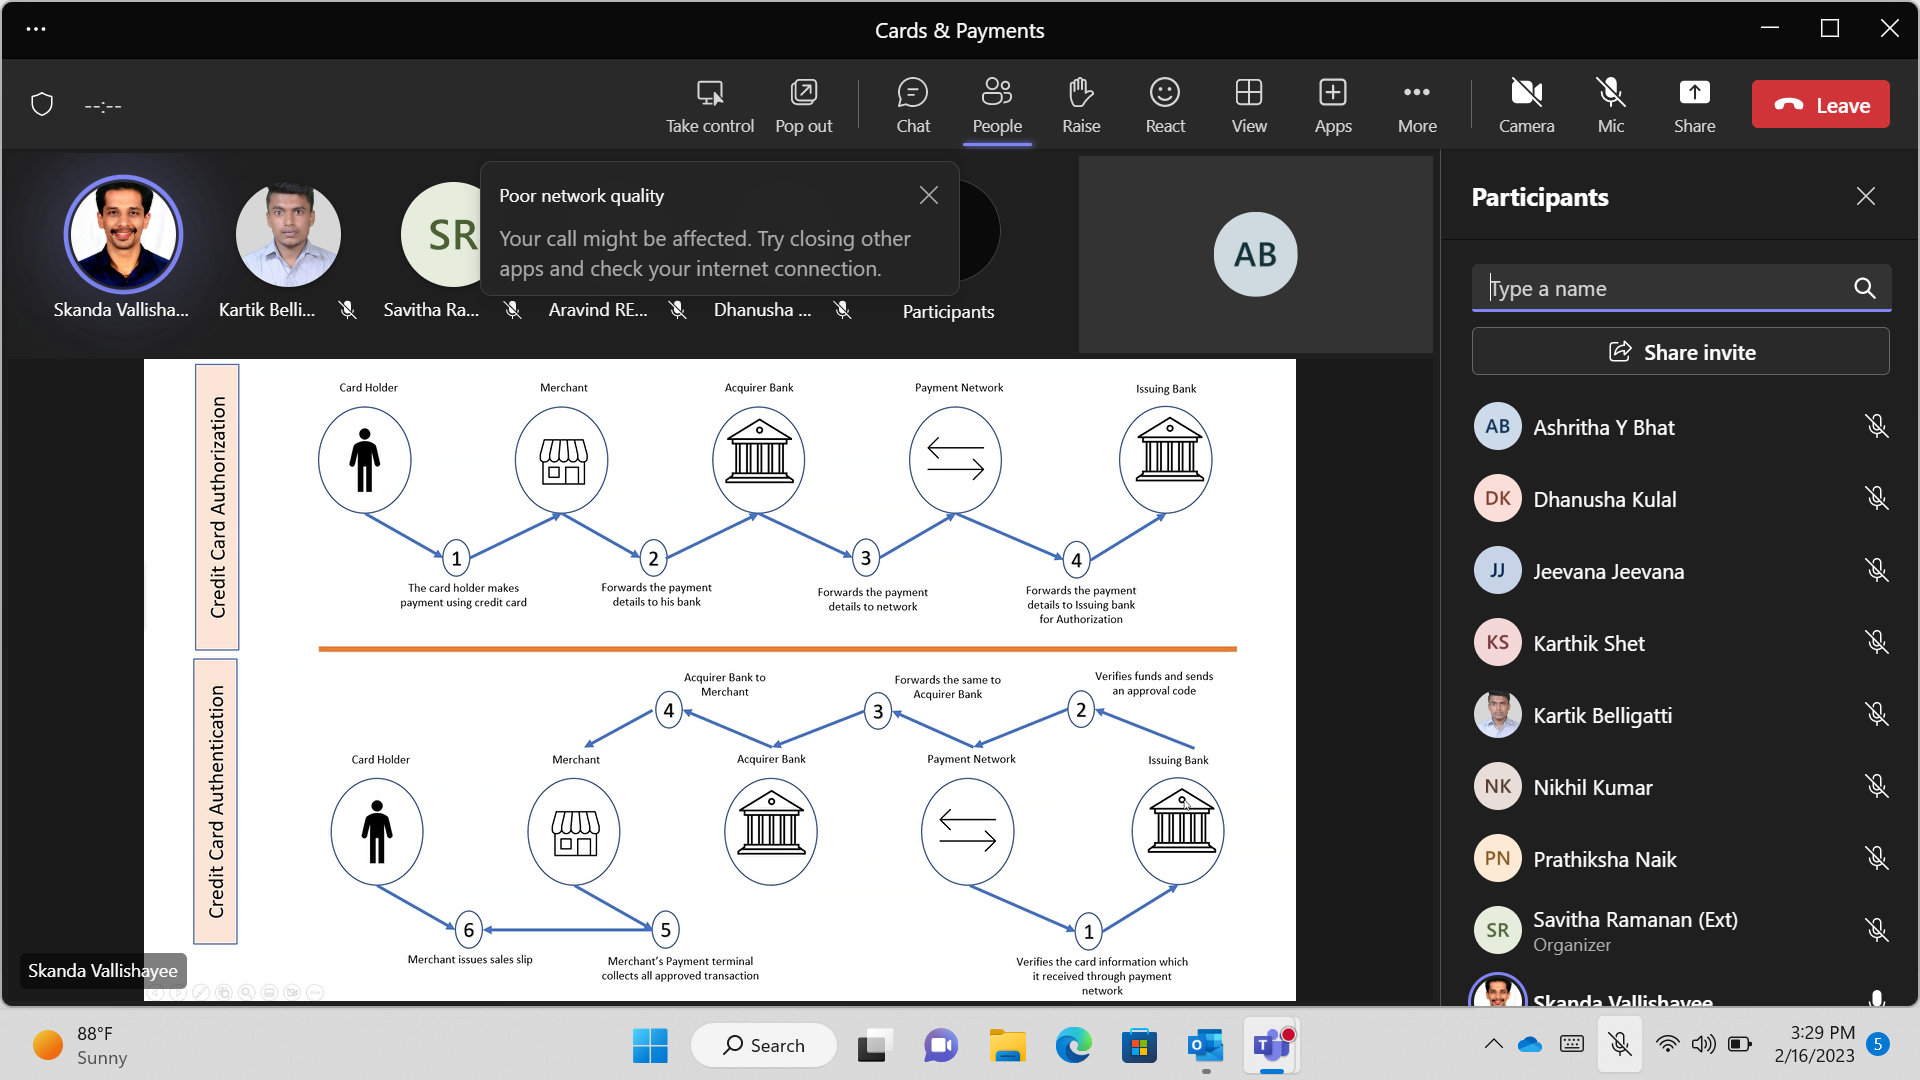 Cards & Payments
--:--
Take control
Pop out
Chat
People
Raise
React
View
Apps
More
Camera
Mic
Share
Leave
Poor network quality
Your call might be affected. Try closing other
apps and check your internet connection.
SR
Skanda Vallisha...
Kartik Belli...
Savitha Ra...
Aravind RE...
Dhanusha ...
Participants
AB
Participants
Type a name
Share invite
AB
Ashritha Y Bhat
DK
Dhanusha Kulal
JJ
Jeevana Jeevana
KS
Karthik Shet
Kartik Belligatti
NK
Nikhil Kumar
PN
Prathiksha Naik
SR
Savitha Ramanan (Ext)
Organizer
Skanda Vallishayee
Credit Card Authorization
Card Holder
Merchant
Acquirer Bank
Payment Network
Issuing Bank
1
2
3
4
The card holder makes
payment using credit card
Forwards the payment
details to his bank
Forwards the payment
details to network
Forwards the payment
details to Issuing bank
for Authorization
Credit Card Authentication
Acquirer Bank to
Merchant
Forwards the same to
Acquirer Bank
Verifies funds and sends
an approval code
4
3
2
Card Holder
Merchant
Acquirer Bank
Payment Network
Issuing Bank
6
5
1
Merchant issues sales slip
Merchant's Payment terminal
collects all approved transaction
Verifies the card information which
it received through payment
network
Skanda Vallishayee
88°F
Sunny
Search
3:29 PM
2/16/2023
5